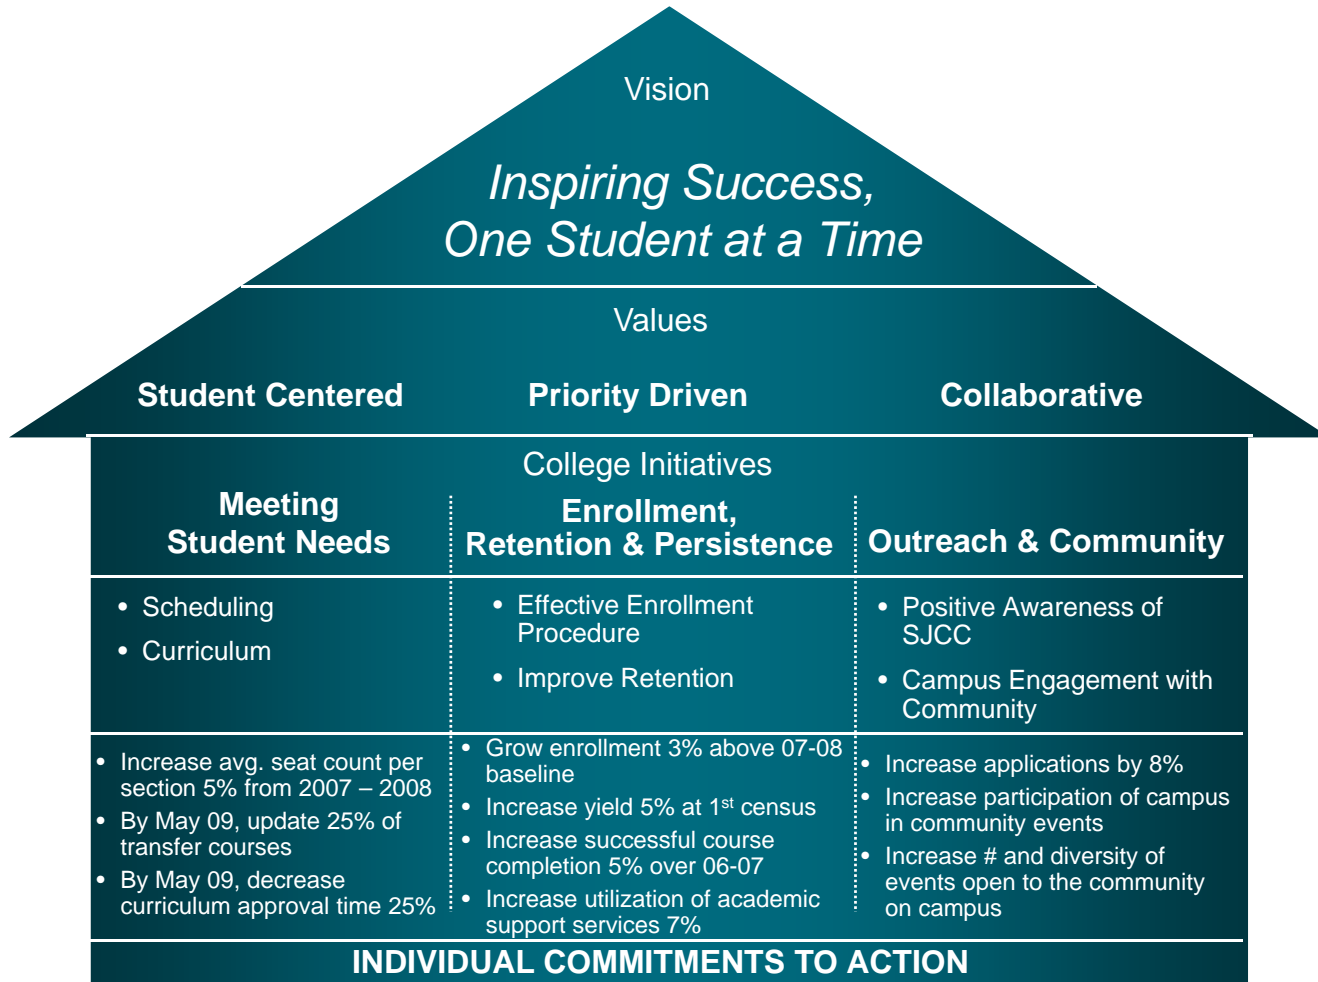 Vision
Inspiring Success,
One Student at a Time
Values
Student Centered
Priority Driven
Collaborative
College Initiatives
Meeting
Student Needs
Enrollment,
Retention & Persistence
Outreach & Community
• Scheduling
• Curriculum
• Effective Enrollment
Procedure
• Improve Retention
• Positive Awareness of
SJCC
• Campus Engagement with
Community
• Increase avg. seat count per
section 5% from 2007 – 2008
• By May 09, update 25% of
transfer courses
• By May 09, decrease
curriculum approval time 25%
• Grow enrollment 3% above 07-08
baseline
• Increase yield 5% at 1st census
• Increase successful course
completion 5% over 06-07
• Increase utilization of academic
support services 7%
• Increase applications by 8%
• Increase participation of campus
in community events
• Increase # and diversity of
events open to the community
on campus
INDIVIDUAL COMMITMENTS TO ACTION